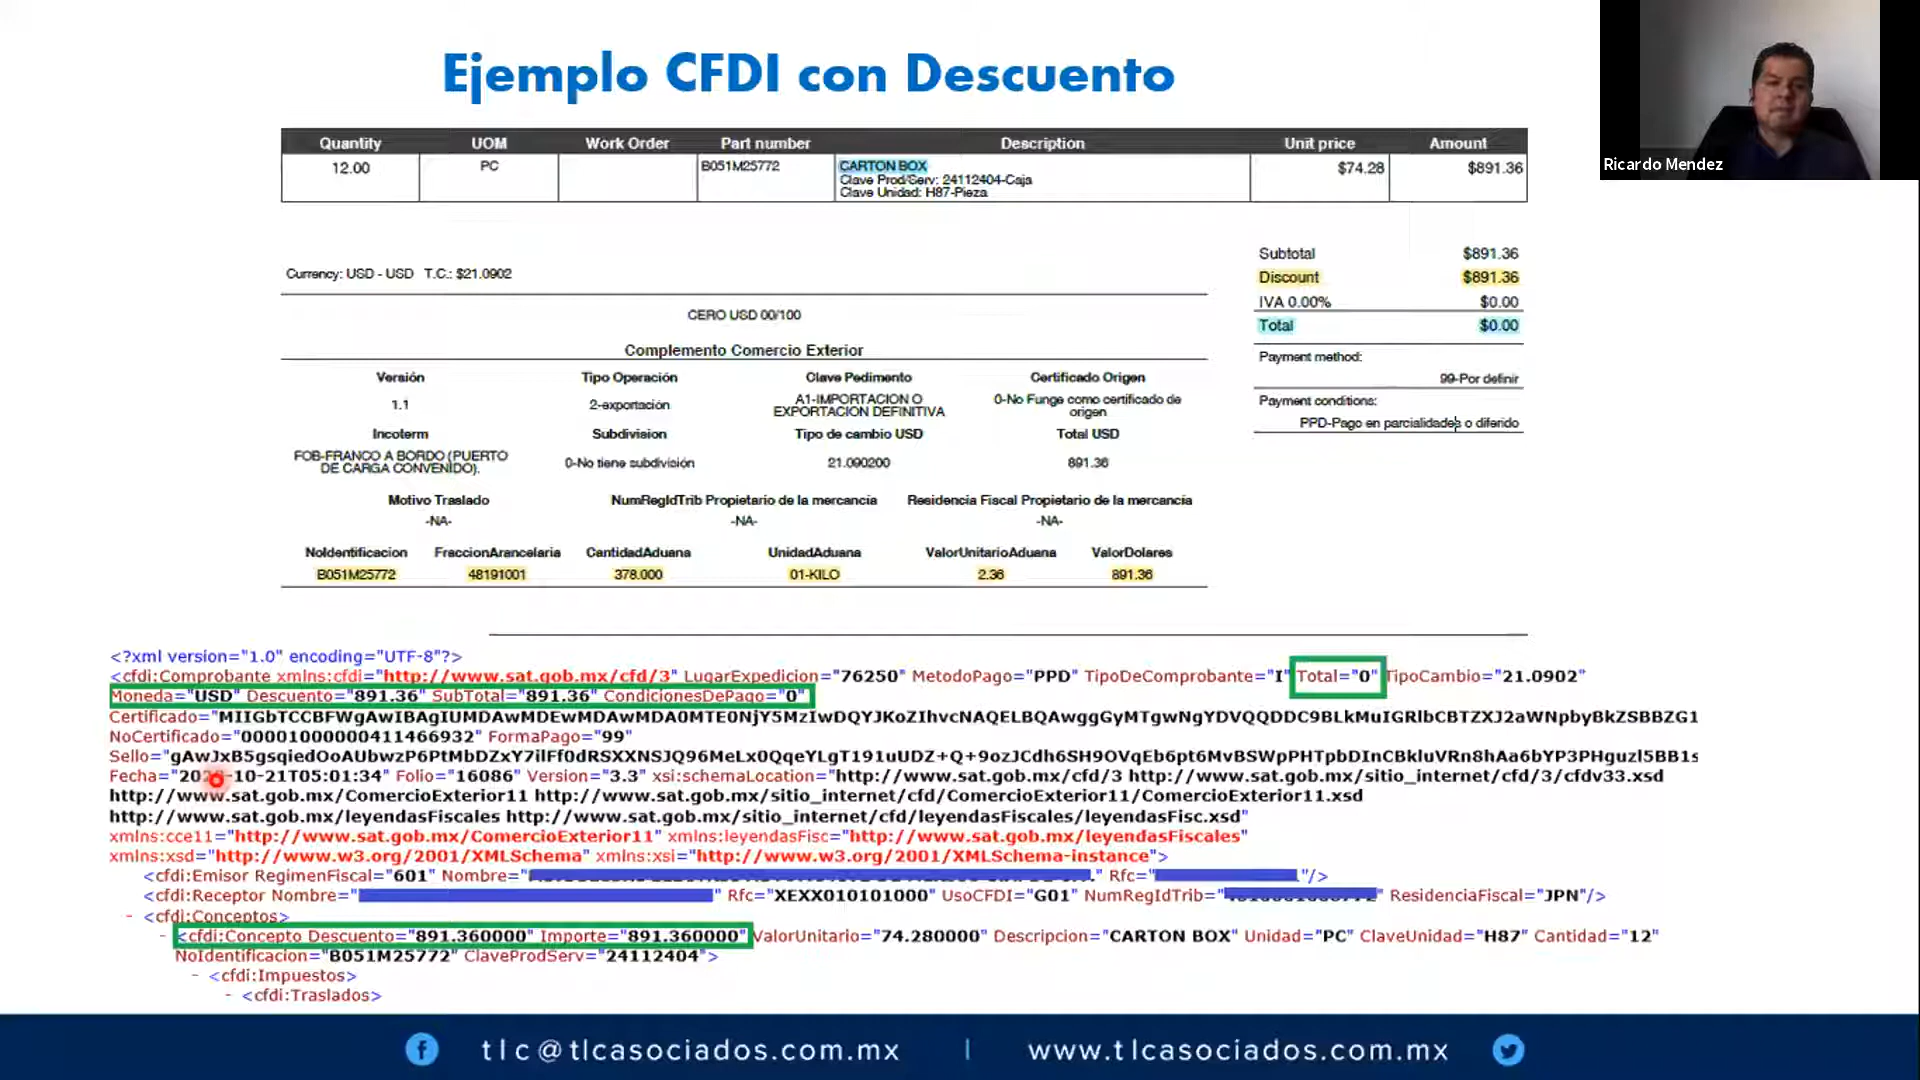 Ejemplo CFDI con Descuento
Ricardo Mendez
Quantity UOM Work Order Part number Description Unit price Amount
12.00 PC B051M25772 CARTON BOX $74.28 $891.36
Clave Prod/Serv: 24112404-Caja
Clave Unidad: H87-Pieza
Subtotal $891.36
Currency: USD - USD T.C.: $21.0902
Discount $891.36
IVA 0.00% $0.00
CERO USD 00/100
Total $0.00
Complemento Comercio Exterior
Payment method:
99-Por definir
Payment conditions:
PPD-Pago en parcialidades o diferido
Versión Tipo Operación Clave Pedimento Certificado Origen
1.1 2-exportación A1-IMPORTACION O EXPORTACION DEFINITIVA 0-No Funge como certificado de origen
Incoterm Subdivision Tipo de cambio USD Total USD
FOB-FRANCO A BORDO (PUERTO DE CARGA CONVENIDO). 0-No tiene subdivisión 21.090200 891.36
Motivo Traslado NumRegIdTrib Propietario de la mercancia Residencia Fiscal Propietario de la mercancia
-NA- -NA- -NA-
NoIdentificacion FraccionArancelaria CantidadAduana UnidadAduana ValorUnitarioAduana ValorDolares
B051M25772 48191001 378.000 01-KILO 2.36 891.36
<?xml version="1.0" encoding="UTF-8"?>
<cfdi:Comprobante xmlns:cfdi="http://www.sat.gob.mx/cfd/3" LugarExpedicion="76250" MetodoPago="PPD" TipoDeComprobante="I" Total="0" TipoCambio="21.0902"
Moneda="USD" Descuento="891.36" SubTotal="891.36" CondicionesDePago="0"
Certificado=
NoCertificado="00001000000411466932" FormaPago="99"
Sello=
Fecha= -10-21T05:01:34" Folio="16086" Version="3.3" xsi:schemaLocation="http://www.sat.gob.mx/cfd/3 http://www.sat.gob.mx/sitio_internet/cfd/3/cfdv33.xsd
http://www.sat.gob.mx/ComercioExterior11 http://www.sat.gob.mx/sitio_internet/cfd/ComercioExterior11/ComercioExterior11.xsd
http://www.sat.gob.mx/leyendasFiscales http://www.sat.gob.mx/sitio_internet/cfd/leyendasFiscales/leyendasFisc.xsd"
xmlns:cce11="http://www.sat.gob.mx/ComercioExterior11" xmlns:leyendasFisc="http://www.sat.gob.mx/leyendasFiscales"
xmlns:xsd="http://www.w3.org/2001/XMLSchema" xmlns:xsi="http://www.w3.org/2001/XMLSchema-instance">
<cfdi:Emisor RegimenFiscal="601" Nombre=" " Rfc=" "/>
<cfdi:Receptor Nombre=" " Rfc="XEXX010101000" UsoCFDI="G01" NumRegIdTrib=" " ResidenciaFiscal="JPN"/>
- <cfdi:Conceptos>
- <cfdi:Concepto Descuento="891.360000" Importe="891.360000" ValorUnitario="74.280000" Descripcion="CARTON BOX" Unidad="PC" ClaveUnidad="H87" Cantidad="12"
NoIdentificacion="B051M25772" ClaveProdServ="24112404">
- <cfdi:Impuestos>
- <cfdi:Traslados>
tlc@tlcasociados.com.mx | www.tlcasociados.com.mx